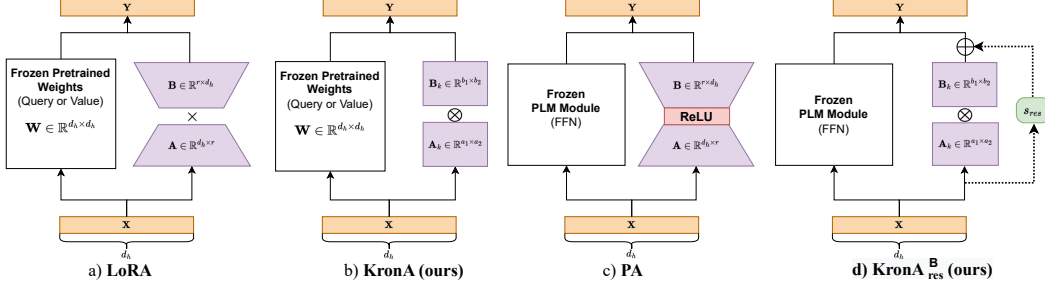 Y
Frozen Pretrained
Weights
(Query or Value)
W ∈ ℝ^{d_h×d_h}
B ∈ ℝ^{r×d_h}
×
A ∈ ℝ^{d_h×r}
X
d_h
a) LoRA
Y
Frozen Pretrained
Weights
(Query or Value)
W ∈ ℝ^{d_h×d_h}
B_k ∈ ℝ^{b_1×b_2}
⊗
A_k ∈ ℝ^{a_1×a_2}
X
d_h
b) KronA (ours)
Y
Frozen
PLM Module
(FFN)
B ∈ ℝ^{r×d_h}
ReLU
A ∈ ℝ^{d_h×r}
X
d_h
c) PA
Y
Frozen
PLM Module
(FFN)
⊕
B_k ∈ ℝ^{b_1×b_2}
⊗
A_k ∈ ℝ^{a_1×a_2}
s_{res}
X
d_h
d) KronA^B_res (ours)